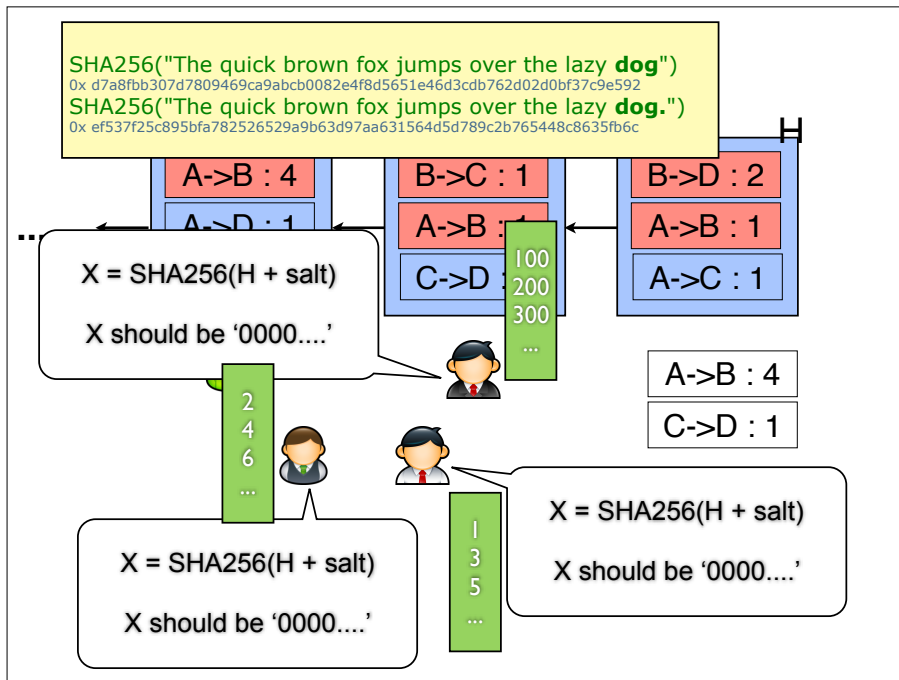 SHA256("The quick brown fox jumps over the lazy dog")
0x d7a8fbb307d7809469ca9abcb0082e4f8d5651e46d3cdb762d02d0bf37c9e592
SHA256("The quick brown fox jumps over the lazy dog.")
0x ef537f25c895bfa782526529a9b63d97aa631564d5d789c2b765448c8635fb6c
H
A->B : 4
A->D : 1
B->C : 1
A->B : 1
C->D :
B->D : 2
A->B : 1
A->C : 1
...
X = SHA256(H + salt)
X should be ‘0000....’
100
200
300
...
A->B : 4
C->D : 1
2
4
6
...
X = SHA256(H + salt)
X should be ‘0000....’
1
3
5
...
X = SHA256(H + salt)
X should be ‘0000....’